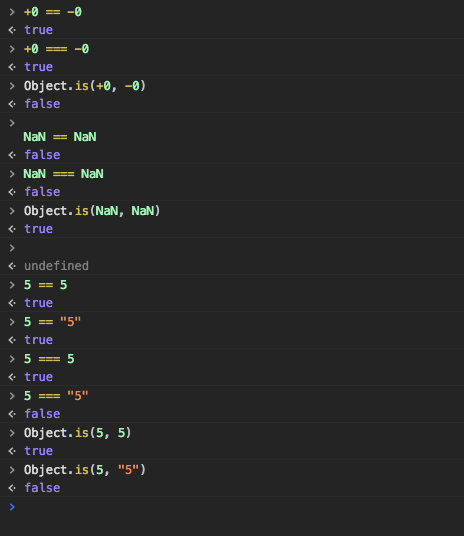 > +0 == -0
<· true
> +0 === -0
<· true
> Object.is(+0, -0)
<· false
>
NaN == NaN
<· false
> NaN === NaN
<· false
> Object.is(NaN, NaN)
<· true
>
<· undefined
> 5 == 5
<· true
> 5 == "5"
<· true
> 5 === 5
<· true
> 5 === "5"
<· false
> Object.is(5, 5)
<· true
> Object.is(5, "5")
<· false
>